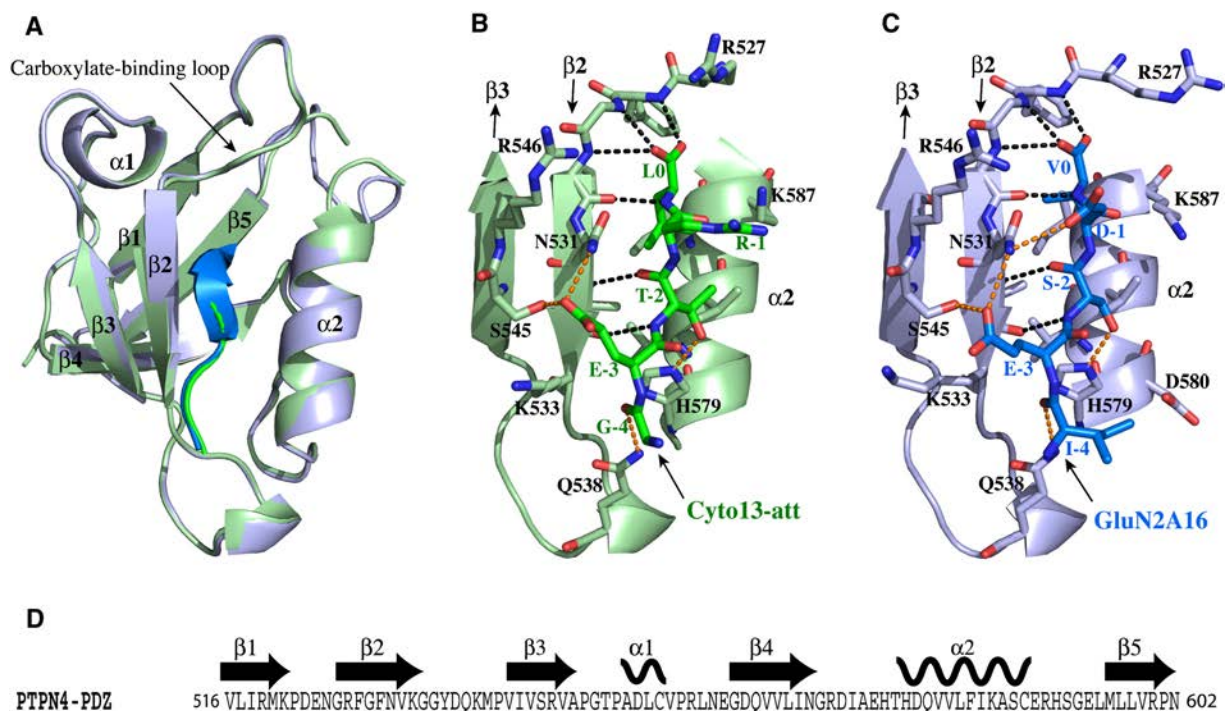 A
Carboxylate-binding loop
α1
β1
β5
β2
β3
β4
α2
B
R527
β2
β3
R546
L0
K587
N531
R-1
T-2
α2
S545
E-3
K533
H579
G-4
Q538
Cyto13-att
C
R527
β2
β3
R546
V0
K587
N531
D-1
S-2
α2
S545
E-3
D580
K533
H579
I-4
Q538
GluN2A16
D
β1 β2 β3 α1 β4 α2 β5
PTPN4-PDZ 516 VLIRMKPDENGRFGFNVKGGYDQKMPVIVSRVAPGTPADLCVPRLNEGDQVVLINGRDIAEHTHDQVVLFIKASCERHSGELMLLVRPN 602